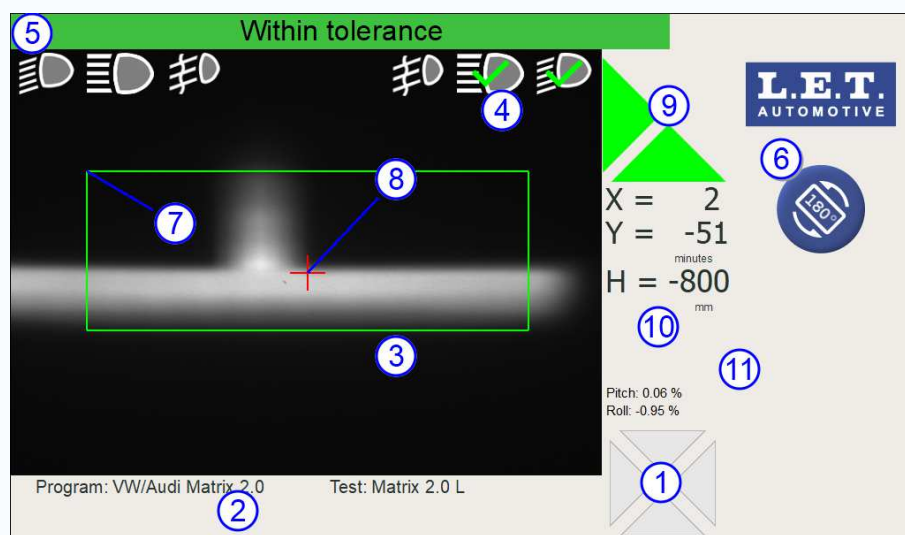 Within tolerance
5
4
9
L.E.T.
AUTOMOTIVE
6
180°
8
7
X = 2
Y = -51
minutes
H = -800
mm
10
3
11
Pitch: 0.06 %
Roll: -0.95 %
1
Program: VW/Audi Matrix 2.0 Test: Matrix 2.0 L
2